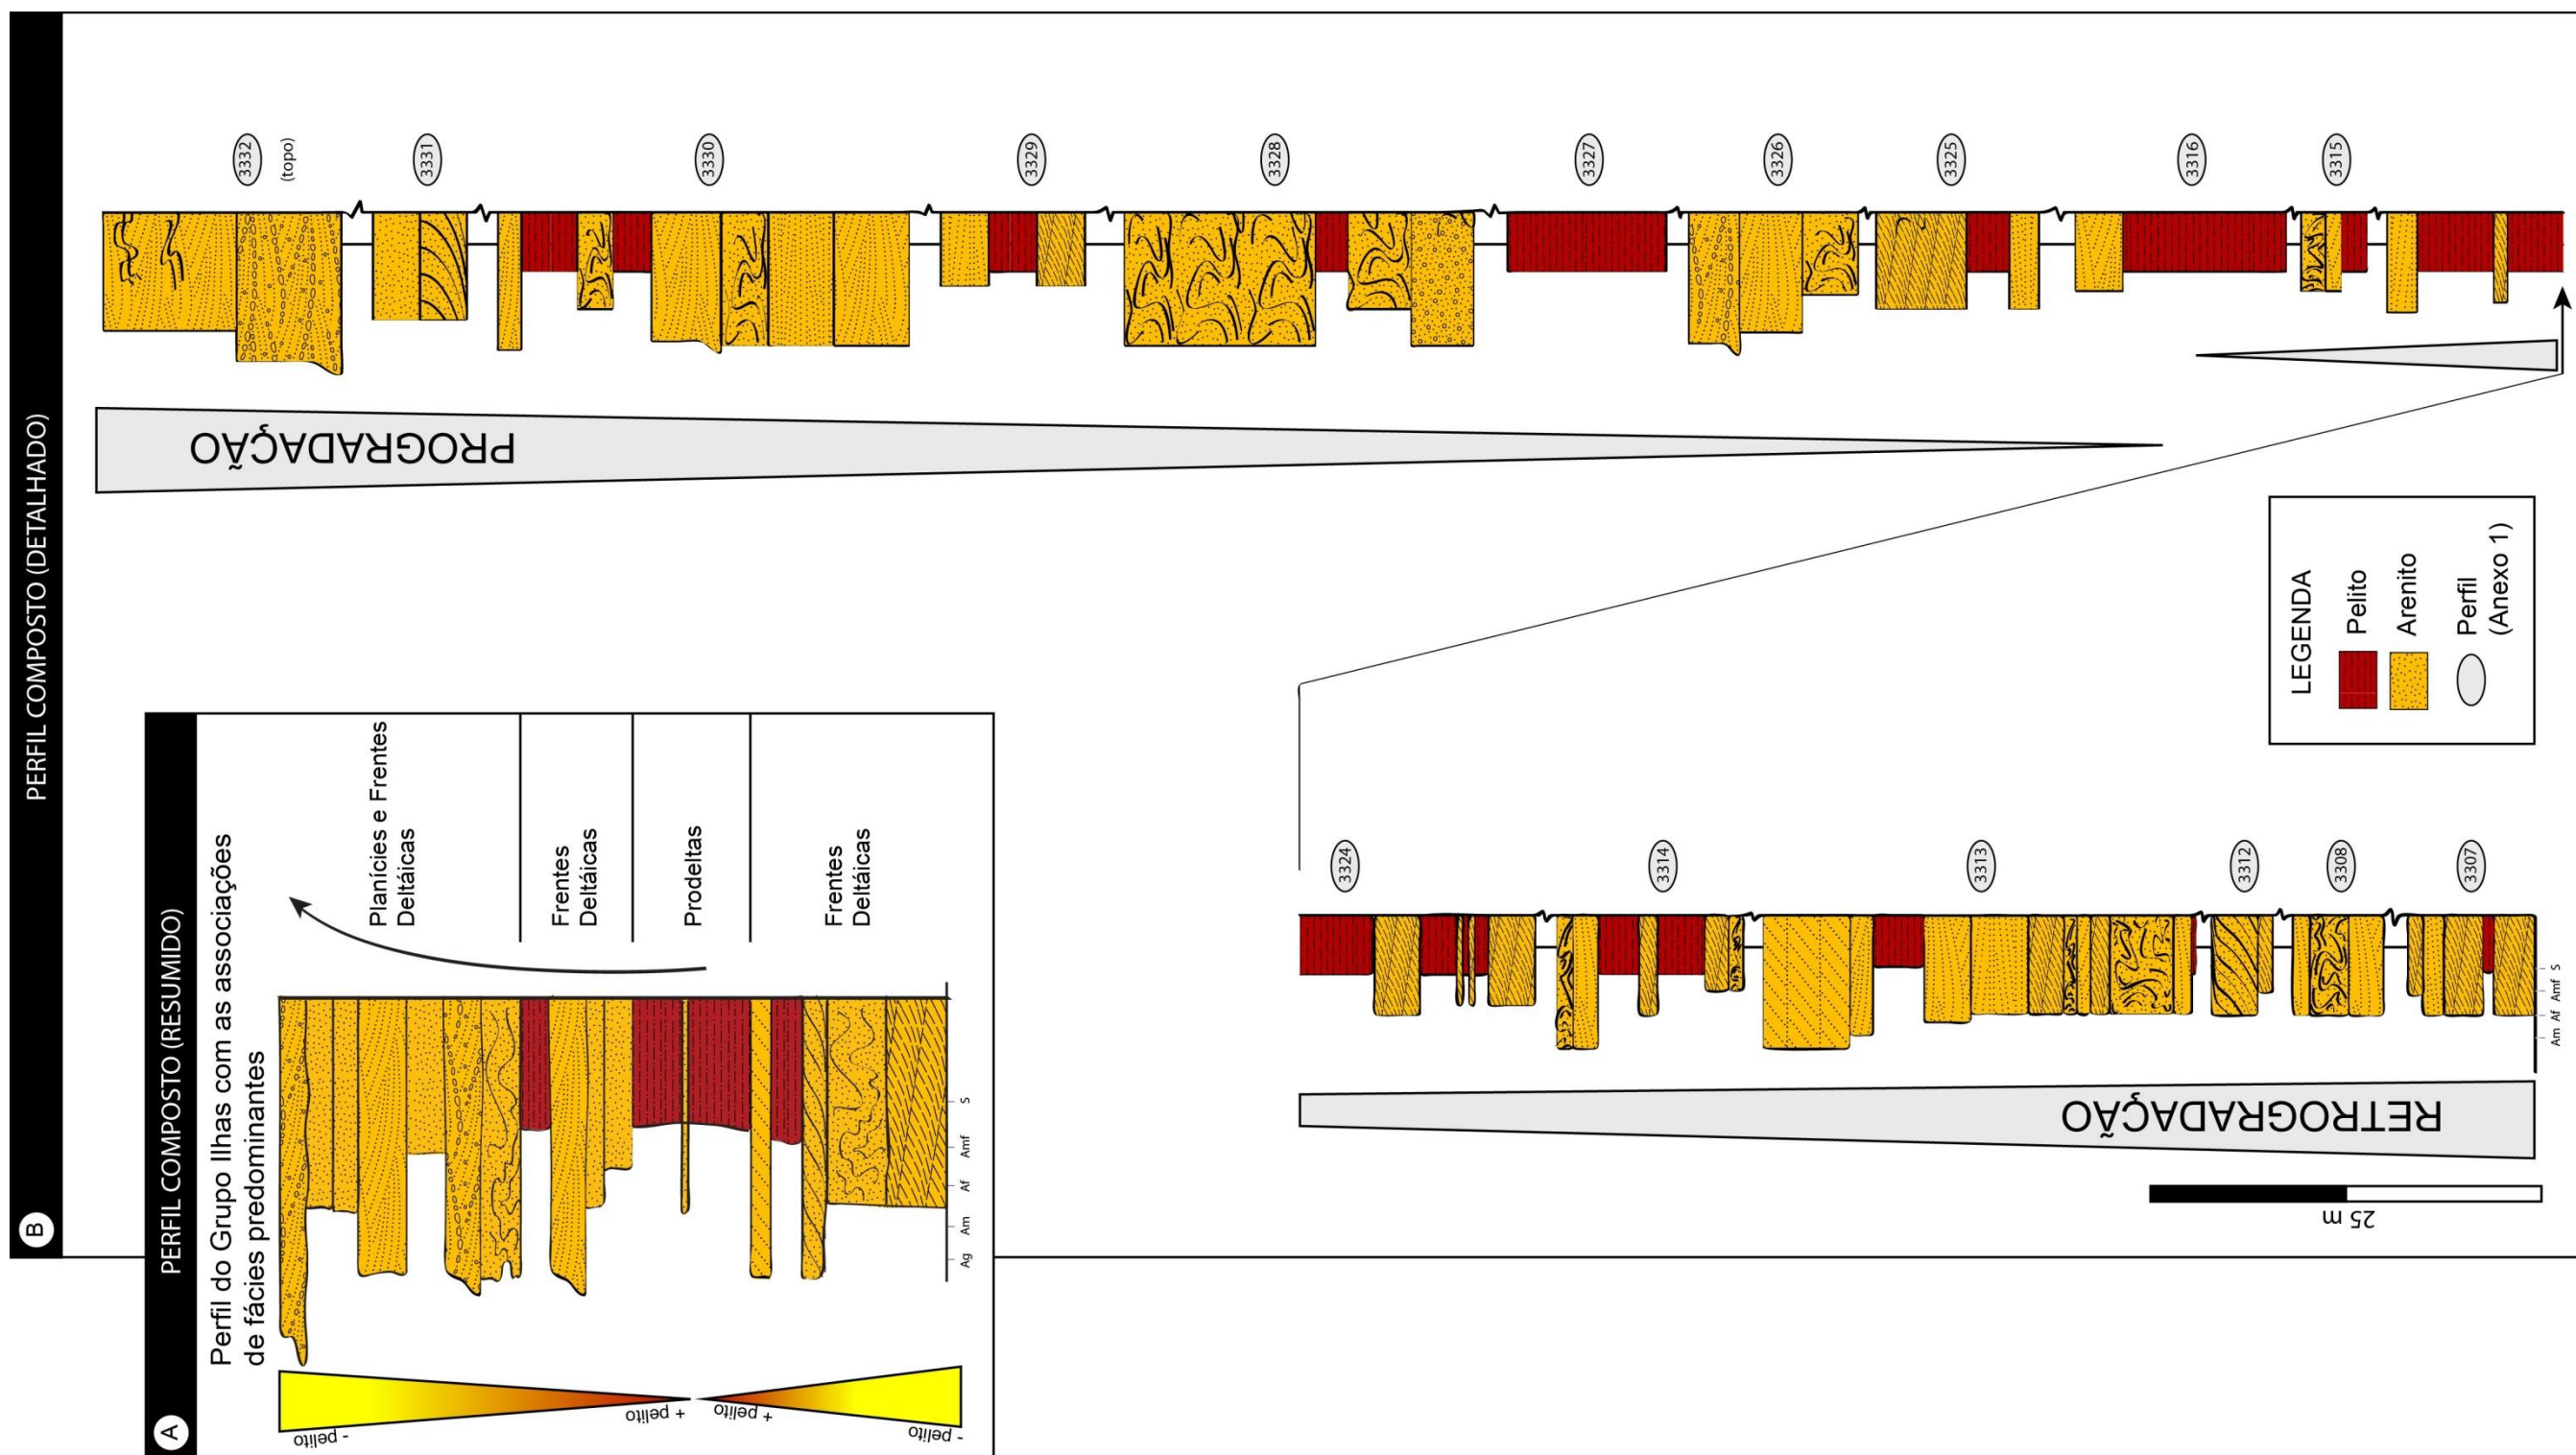 B
PERFIL COMPOSTO (DETALHADO)
A
PERFIL COMPOSTO (RESUMIDO)
Perfil do Grupo Ilhas com as associações
de fácies predominantes
- pelito
+ pelito
+ pelito
- pelito
Ag
Am
Af
Amf
S
Planícies e Frentes
Deltáicas
Frentes
Deltáicas
Prodeltas
Frentes
Deltáicas
3332
(topo)
3331
3330
3329
3328
3327
3326
3325
3316
3315
PROGRADAÇÃO
3324
3314
3313
3312
3308
3307
Am
Af
Amf
S
RETROGRADAÇÃO
25 m
LEGENDA
Pelito
Arenito
Perfil
(Anexo 1)